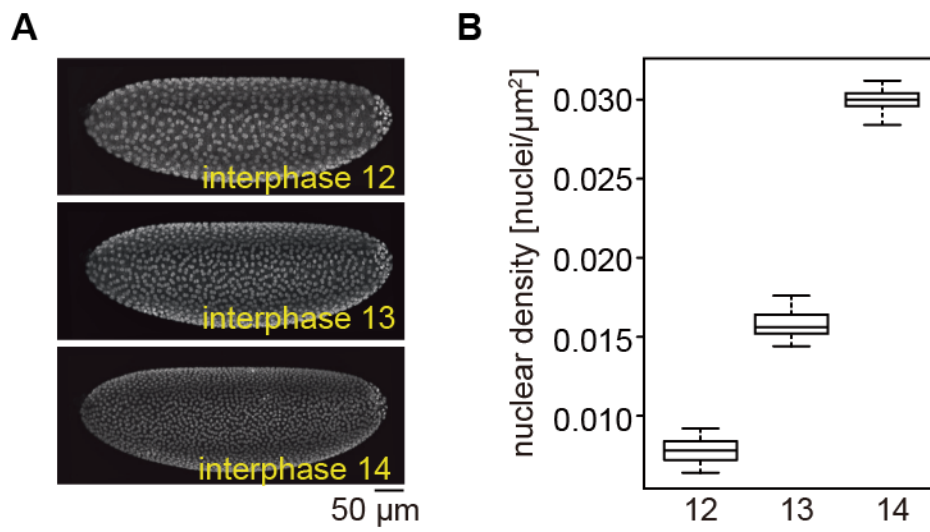 A
interphase 12
interphase 13
interphase 14
50 µm
B
nuclear density [nuclei/µm²]
0.030
0.025
0.020
0.015
0.010
12 13 14